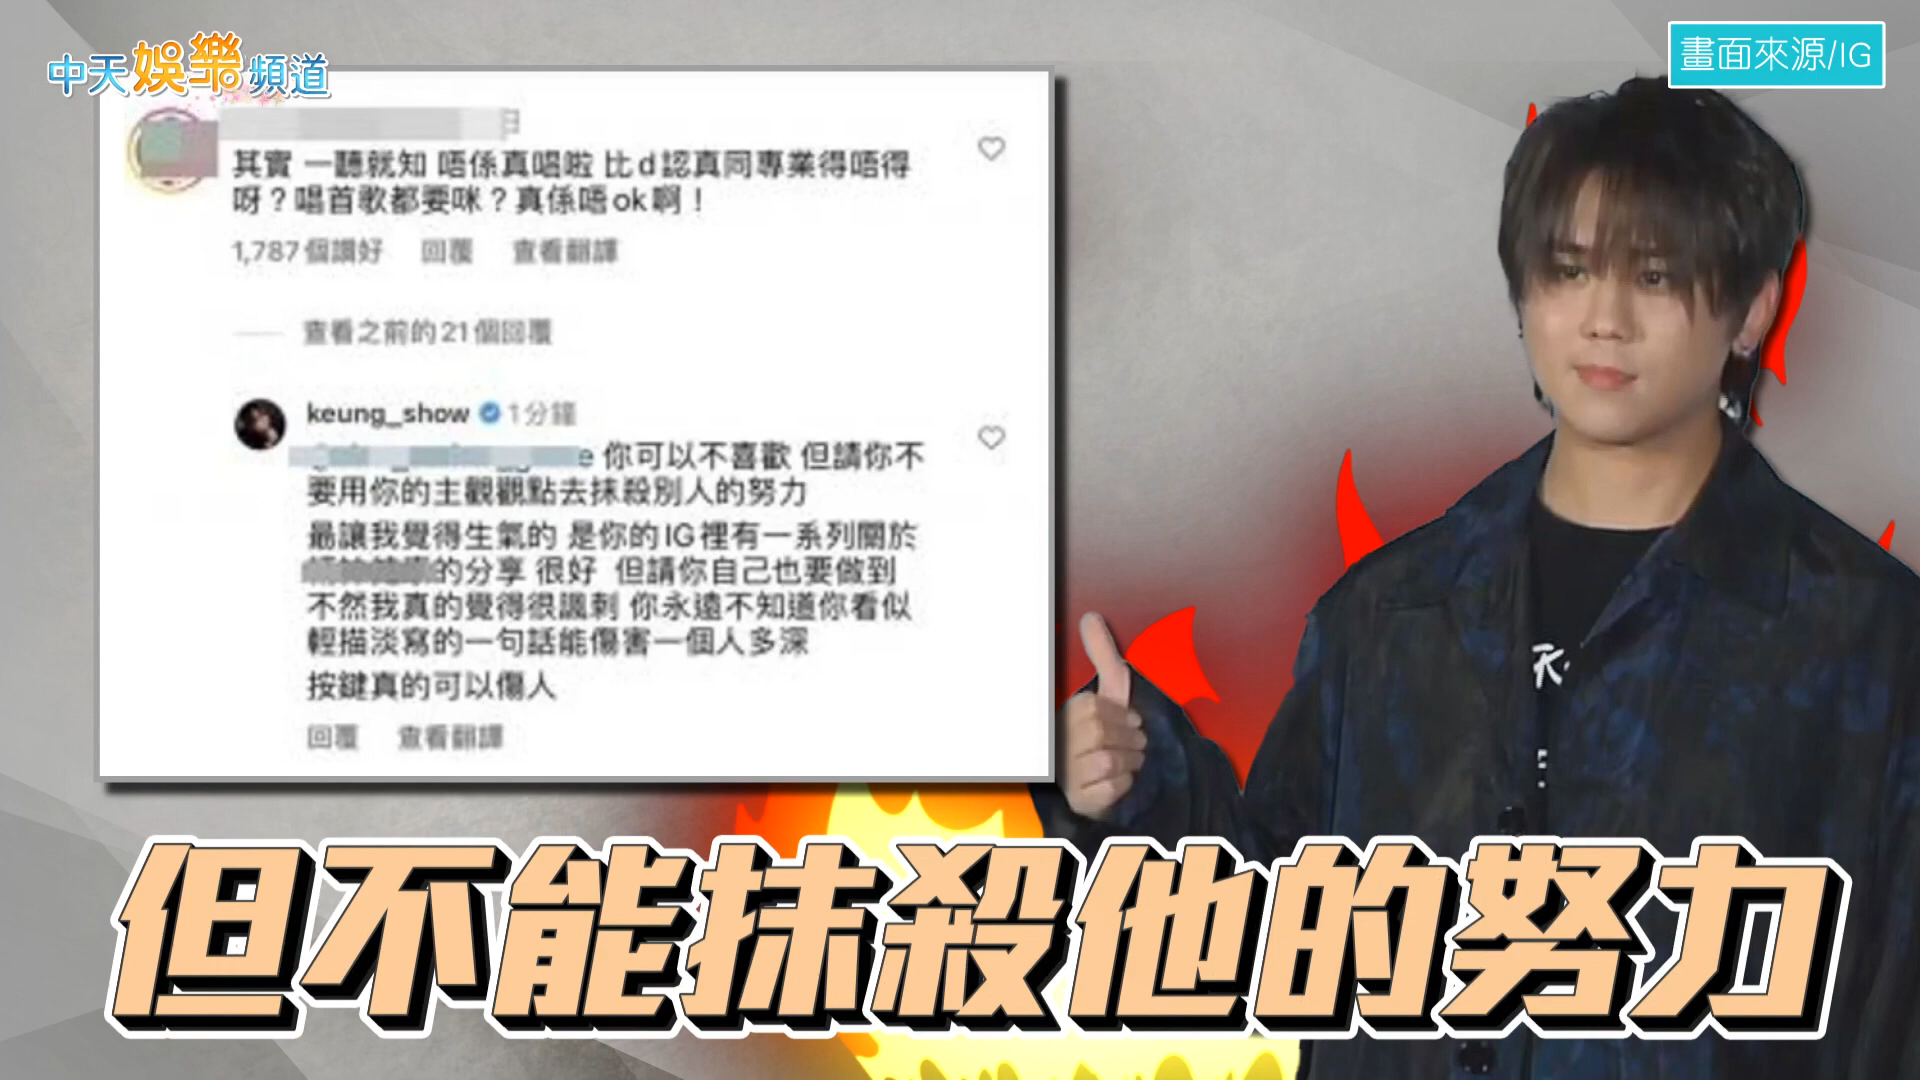 中天娛樂頻道
畫面來源/IG
其實 一聽就知 唔係真唱啦 比d認真同專業得唔得
呀？唱首歌都要咪？真係唔ok啊！
1,787個讚好 回覆 查看翻譯
查看之前的21個回覆
keung_show 1分鐘
e 你可以不喜歡 但請你不
要用你的主觀觀點去抹殺別人的努力
最讓我覺得生氣的 是你的IG裡有一系列關於
的分享 很好 但請你自己也要做到
不然我真的覺得很諷刺 你永遠不知道你看似
輕描淡寫的一句話能傷害一個人多深
按鍵真的可以傷人
回覆 查看翻譯
但不能抹殺他的努力